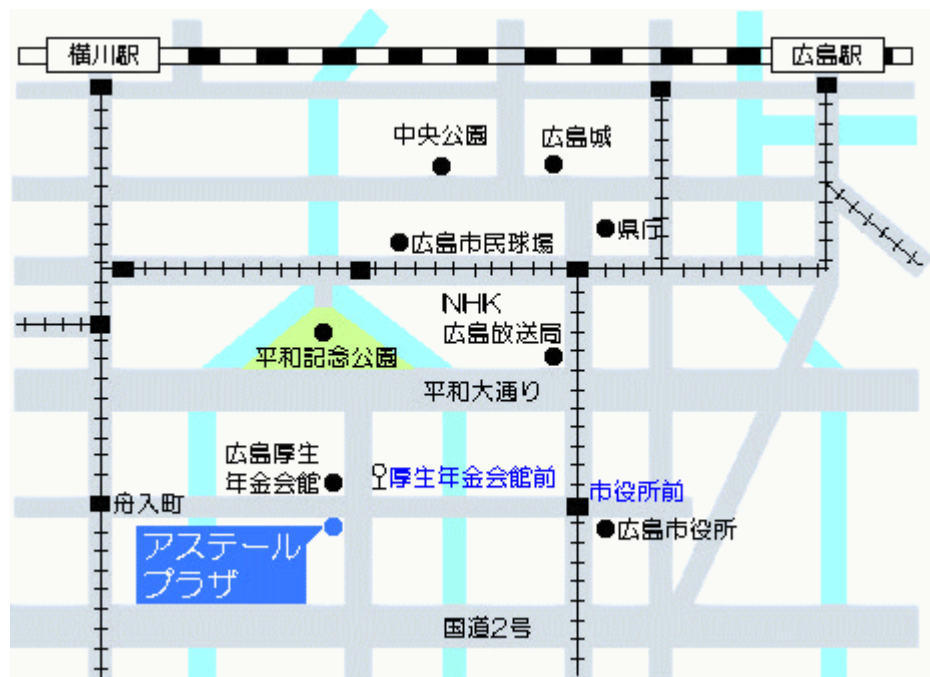 横川駅
広島駅
中央公園
広島城
県庁
広島市民球場
NHK
広島放送局
平和記念公園
平和大通り
広島厚生
年金会館
厚生年金会館前
市役所前
舟入町
広島市役所
アステール
プラザ
国道2号